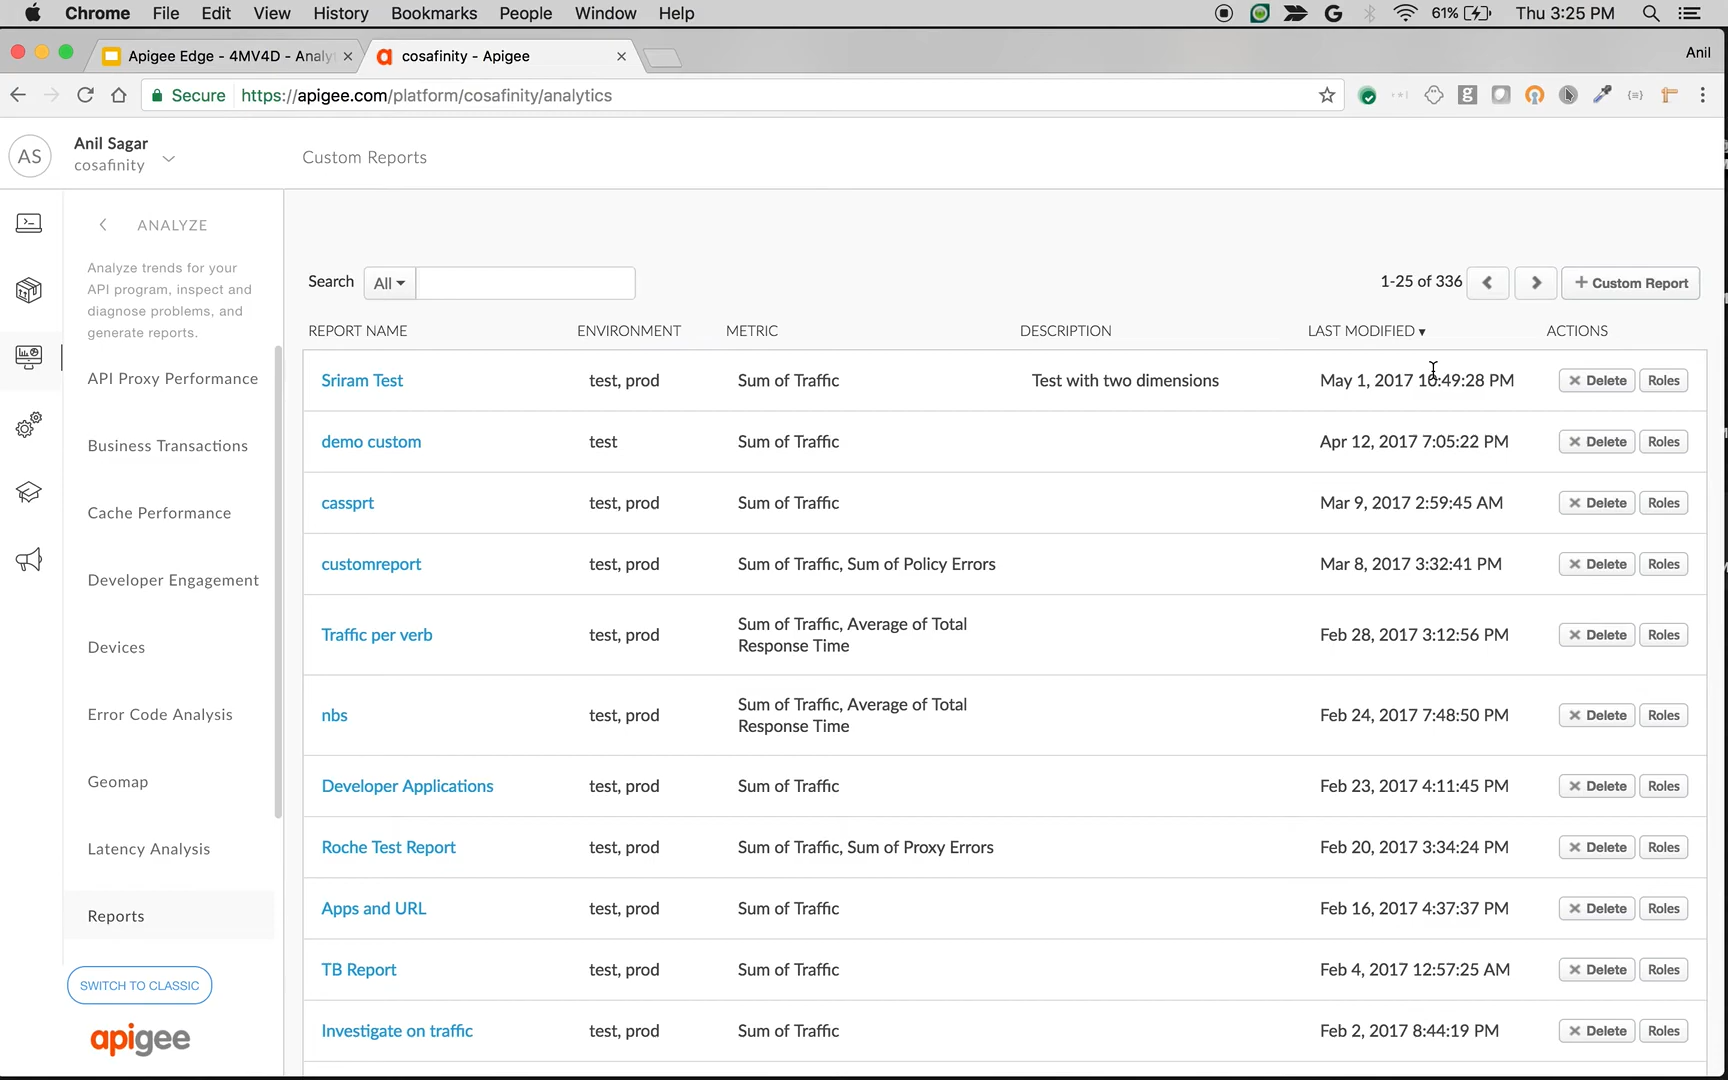 Chrome File Edit View History Bookmarks People Window Help 61% Thu 3:25 PM
Apigee Edge - 4MV4D - Analy cosafinity - Apigee Anil
Secure https://apigee.com/platform/cosafinity/analytics
AS Anil Sagar
cosafinity
Custom Reports
ANALYZE
Analyze trends for your
API program, inspect and
diagnose problems, and
generate reports.
API Proxy Performance
Business Transactions
Cache Performance
Developer Engagement
Devices
Error Code Analysis
Geomap
Latency Analysis
Reports
SWITCH TO CLASSIC
apigee
Search All 1-25 of 336 + Custom Report
REPORT NAME ENVIRONMENT METRIC DESCRIPTION LAST MODIFIED ▾ ACTIONS
Sriram Test test, prod Sum of Traffic Test with two dimensions May 1, 2017 10:49:28 PM × Delete Roles
demo custom test Sum of Traffic Apr 12, 2017 7:05:22 PM × Delete Roles
cassprt test, prod Sum of Traffic Mar 9, 2017 2:59:45 AM × Delete Roles
customreport test, prod Sum of Traffic, Sum of Policy Errors Mar 8, 2017 3:32:41 PM × Delete Roles
Traffic per verb test, prod Sum of Traffic, Average of Total
Response Time Feb 28, 2017 3:12:56 PM × Delete Roles
nbs test, prod Sum of Traffic, Average of Total
Response Time Feb 24, 2017 7:48:50 PM × Delete Roles
Developer Applications test, prod Sum of Traffic Feb 23, 2017 4:11:45 PM × Delete Roles
Roche Test Report test, prod Sum of Traffic, Sum of Proxy Errors Feb 20, 2017 3:34:24 PM × Delete Roles
Apps and URL test, prod Sum of Traffic Feb 16, 2017 4:37:37 PM × Delete Roles
TB Report test, prod Sum of Traffic Feb 4, 2017 12:57:25 AM × Delete Roles
Investigate on traffic test, prod Sum of Traffic Feb 2, 2017 8:44:19 PM × Delete Roles